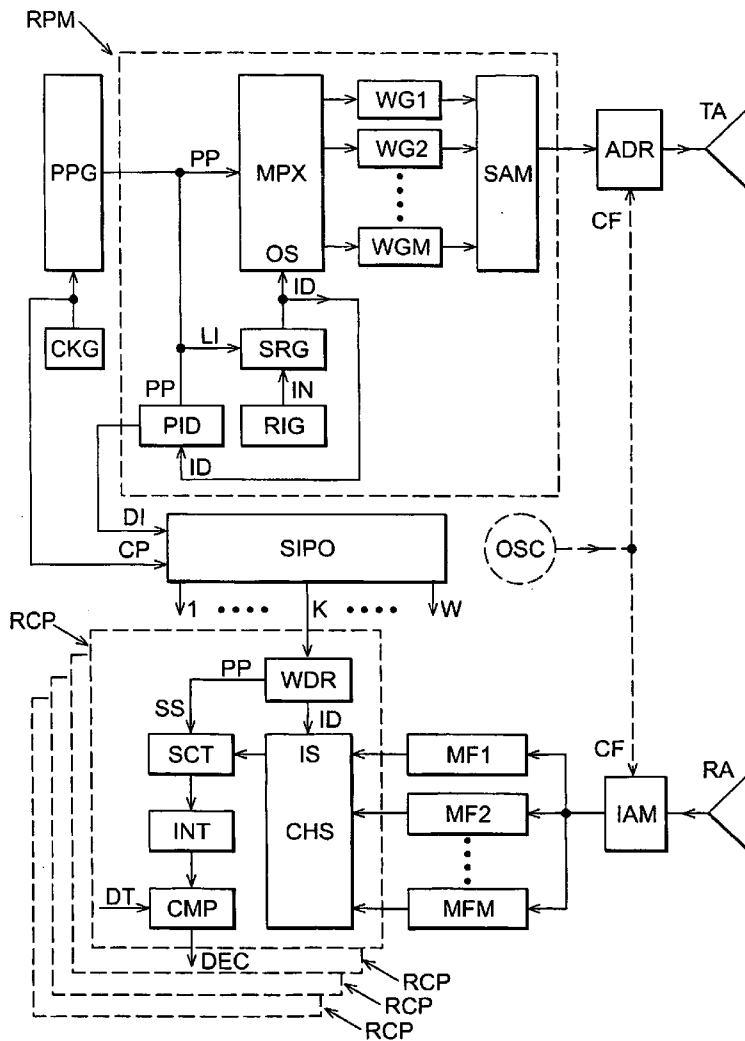 RPM
PPG
PP
MPX
OS
WG1
WG2
WGM
SAM
ADR
TA
CF
ID
CKG
LI
SRG
PP
IN
PID
RIG
ID
DI
CP
SIPO
OSC
1
K
W
RCP
PP
WDR
SS
ID
SCT
IS
CHS
MF1
CF
RA
INT
MF2
IAM
DT
CMP
MFM
DEC
RCP
RCP
RCP